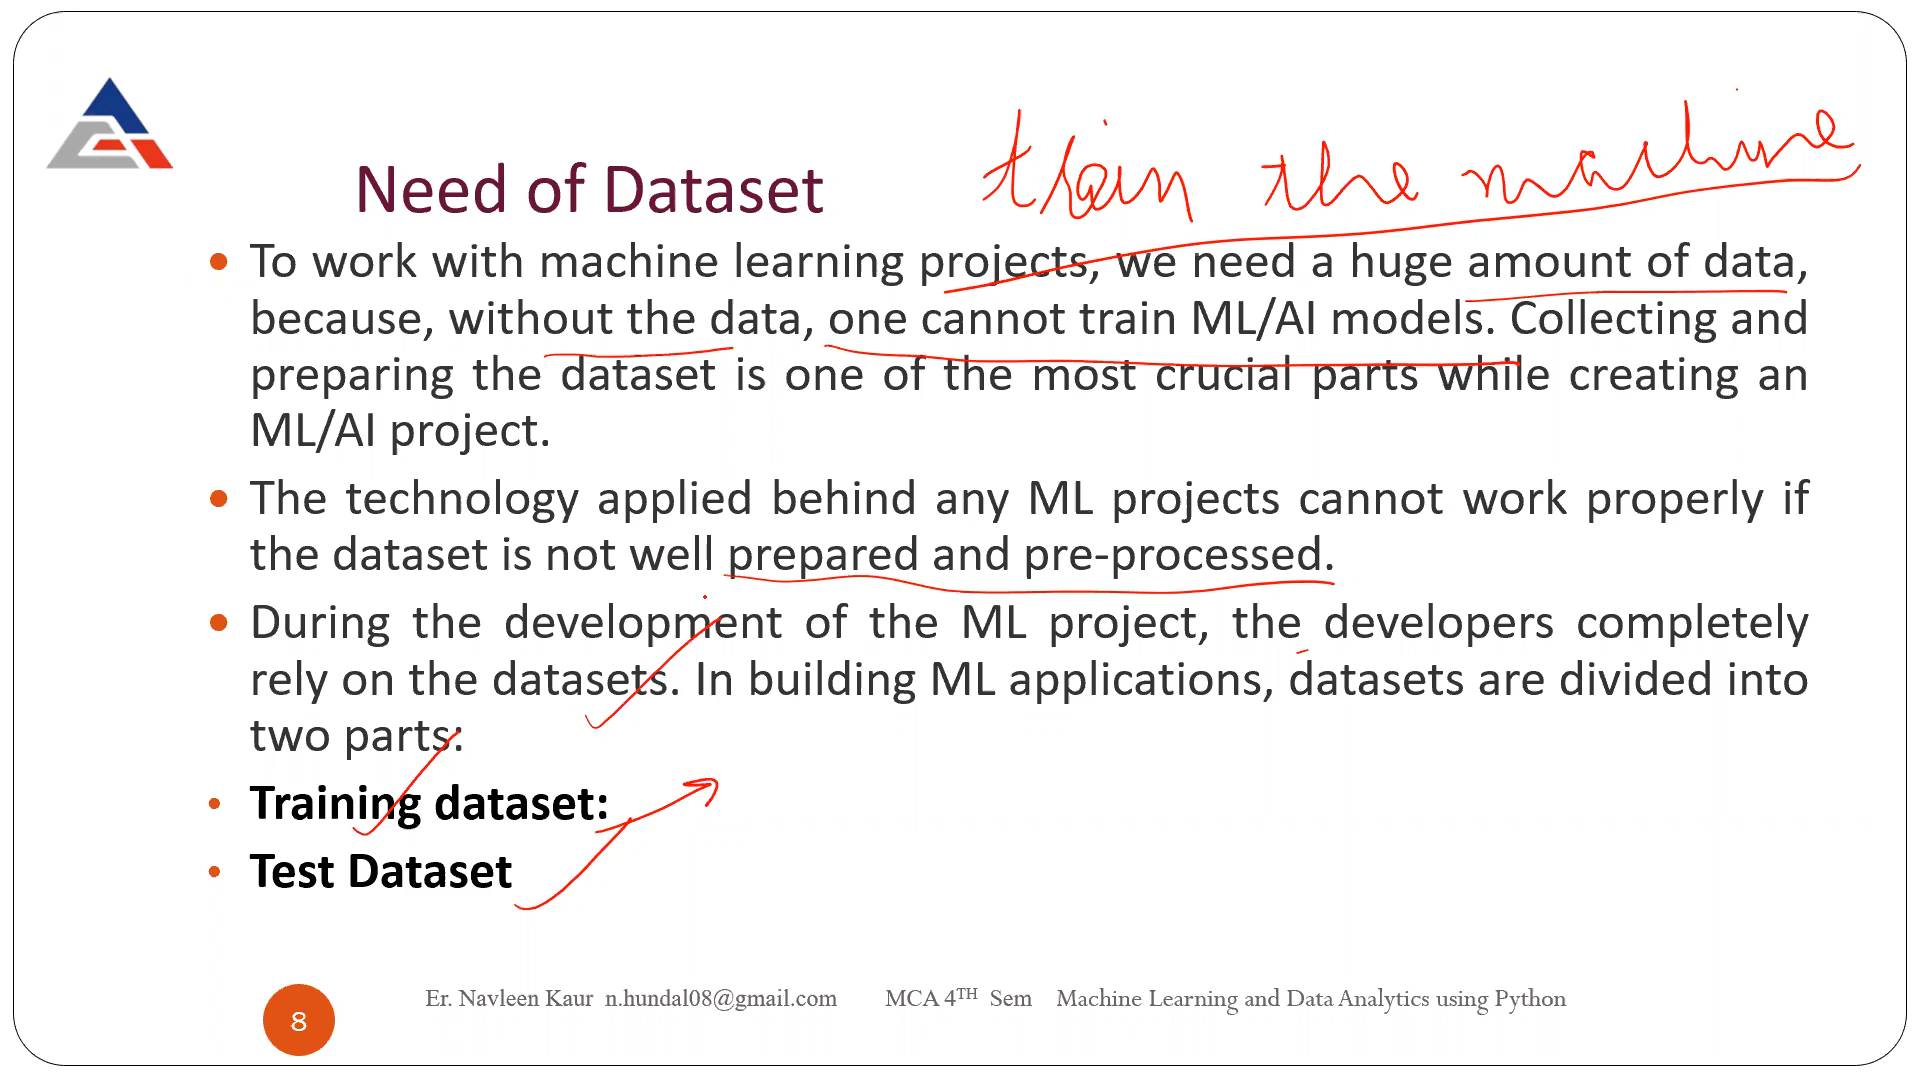 train the machine
Need of Dataset
• To work with machine learning projects, we need a huge amount of data,
because, without the data, one cannot train ML/AI models. Collecting and
preparing the dataset is one of the most crucial parts while creating an
ML/AI project.
• The technology applied behind any ML projects cannot work properly if
the dataset is not well prepared and pre-processed.
• During the development of the ML project, the developers completely
rely on the datasets. In building ML applications, datasets are divided into
two parts:
• Training dataset:
• Test Dataset
Er. Navleen Kaur n.hundal08@gmail.com MCA 4TH Sem Machine Learning and Data Analytics using Python
8